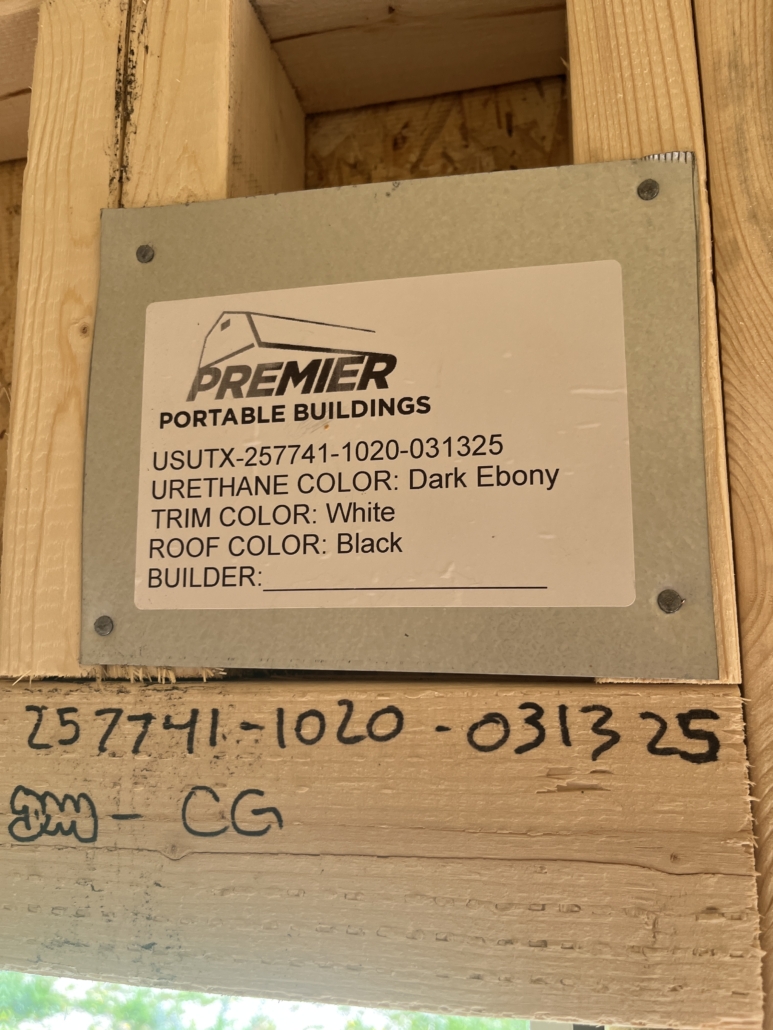 PREMIER
PORTABLE BUILDINGS
USUTX-257741-1020-031325
URETHANE COLOR: Dark Ebony
TRIM COLOR: White
ROOF COLOR: Black
BUILDER:
257741-1020-031325
- CG